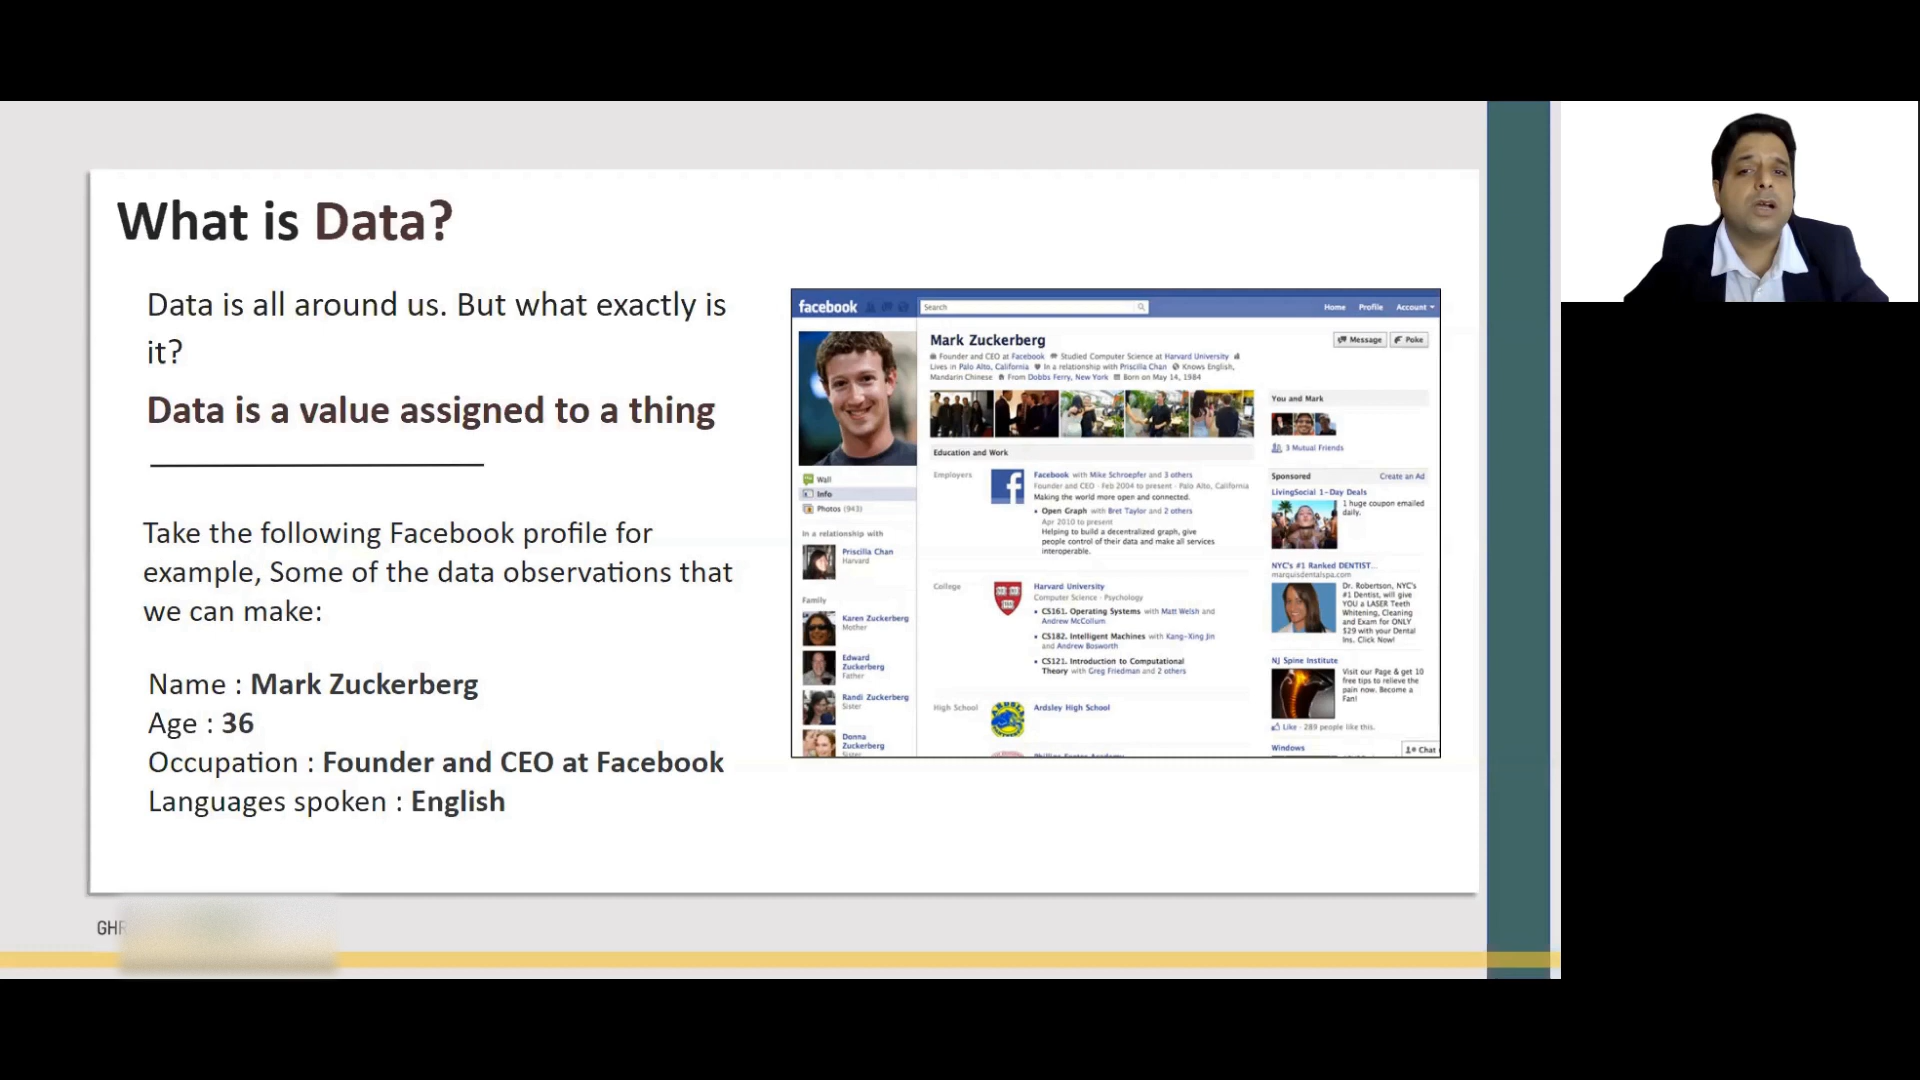 What is Data?
Data is all around us. But what exactly is
it?
Data is a value assigned to a thing
Take the following Facebook profile for
example, Some of the data observations that
we can make:
Name : Mark Zuckerberg
Age : 36
Occupation : Founder and CEO at Facebook
Languages spoken : English
facebook
Search
Home Profile Account
Mark Zuckerberg
Message Poke
Founder and CEO at Facebook Studied Computer Science at Harvard University
Lives in Palo Alto, California In a relationship with Priscilla Chan Knows English,
Mandarin Chinese From Dobbs Ferry, New York Born on May 14, 1984
Wall
Info
Photos (943)
In a relationship with
Priscilla Chan
Harvard
Family
Karen Zuckerberg
Mother
Edward
Zuckerberg
Father
Randi Zuckerberg
Sister
Donna
Zuckerberg
Sister
Education and Work
Employers
Facebook with Mike Schroepfer and 3 others
Founder and CEO · Feb 2004 to present · Palo Alto, California
Making the world more open and connected.
• Open Graph with Bret Taylor and 2 others
Apr 2010 to present
Helping to build a decentralized graph, give
people control of their data and make all services
interoperable.
College
Harvard University
Computer Science · Psychology
• CS161. Operating Systems with Matt Welsh and
Andrew McCollum
• CS182. Intelligent Machines with Kang-Xing Jin
and Andrew Bosworth
• CS121. Introduction to Computational
Theory with Greg Friedman and 2 others
High School
Ardsley High School
You and Mark
3 Mutual Friends
Sponsored Create an Ad
LivingSocial 1-Day Deals
1 huge coupon emailed
daily.
NYC's #1 Ranked DENTIST...
marquisdentalspa.com
Dr. Robertson, NYC's
#1 Dentist, will give
YOU a LASER Teeth
Whitening, Cleaning
and Exam for ONLY
$29 with your Dental
Ins. Click Now!
NJ Spine Institute
Visit our Page & get 10
free tips to relieve the
pain now. Become a
Fan!
Like · 289 people like this.
Windows
Chat